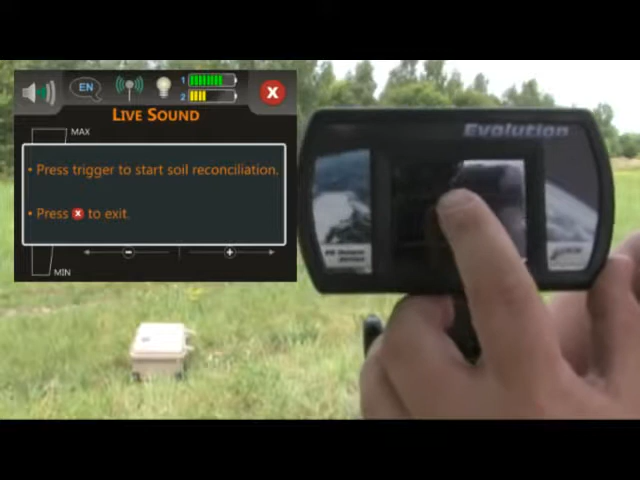 EN
1
2
X
LIVE SOUND
MAX
• Press trigger to start soil reconciliation.
• Press X to exit.
− +
MIN
Evolution